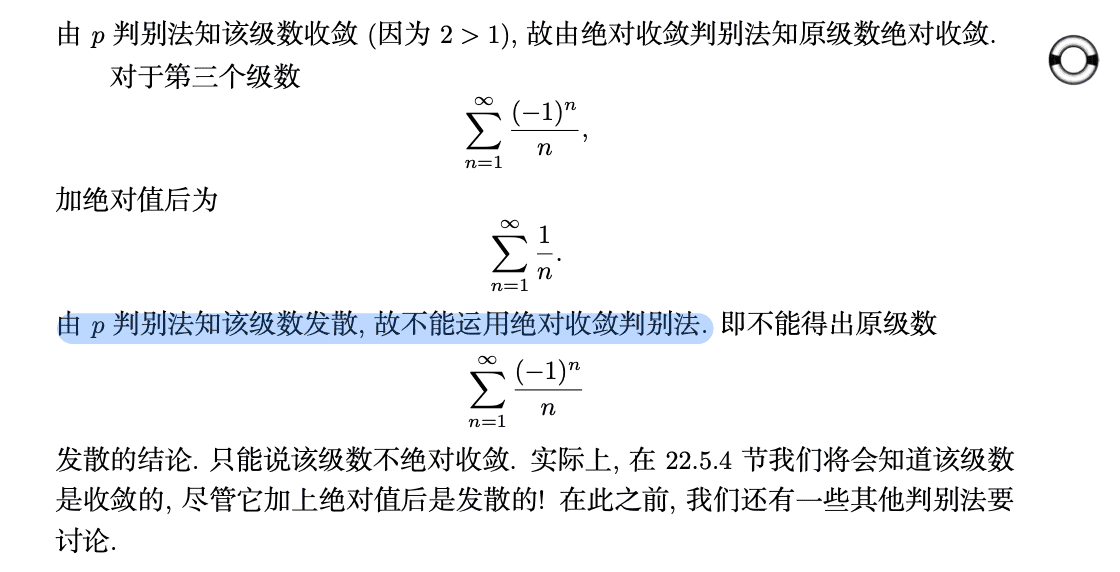 由 p 判别法知该级数收敛 (因为 2 > 1), 故由绝对收敛判别法知原级数绝对收敛.
对于第三个级数
$\sum_{n=1}^{\infty} \frac{(-1)^n}{n},$
加绝对值后为
$\sum_{n=1}^{\infty} \frac{1}{n}.$
由 p 判别法知该级数发散, 故不能运用绝对收敛判别法. 即不能得出原级数
$\sum_{n=1}^{\infty} \frac{(-1)^n}{n}$
发散的结论. 只能说该级数不绝对收敛. 实际上, 在 22.5.4 节我们将会知道该级数
是收敛的, 尽管它加上绝对值后是发散的! 在此之前, 我们还有一些其他判别法要
讨论.